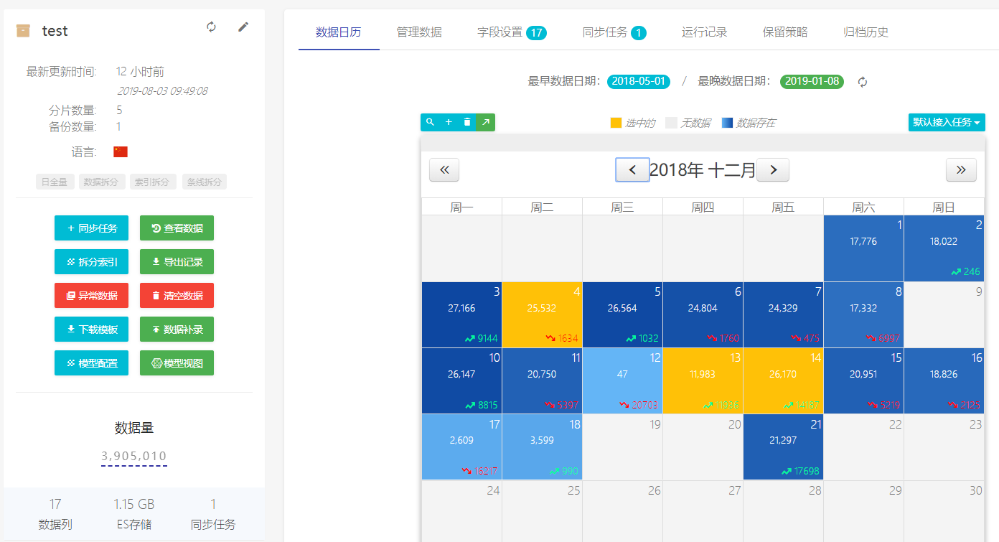 test
最新更新时间: 12 小时前
2019-08-03 09:49:08
分片数量: 5
备份数量: 1
语言:
日全量 数据拆分 索引拆分 条线拆分
+ 同步任务 查看数据
拆分索引 导出记录
异常数据 清空数据
下载模板 数据补录
模型配置 模型视图
数据量
3,905,010
17 1.15 GB 1
数据列 ES存储 同步任务
数据日历 管理数据 字段设置 17 同步任务 1 运行记录 保留策略 归档历史
最早数据日期： 2018-05-01 / 最晚数据日期： 2019-01-08
选中的 无数据 数据存在 默认接入任务
« < 2018年 十二月 > »
周一 周二 周三 周四 周五 周六 周日
1 2
17,776 18,022
246
3 4 5 6 7 8 9
27,166 25,532 26,564 24,804 24,329 17,332
9144 1634 1032 1760 475 6997
10 11 12 13 14 15 16
26,147 20,750 47 11,983 26,170 20,951 18,826
8815 5397 20703 11936 14187 5219 2125
17 18 19 20 21 22 23
2,609 3,599 21,297
16217 990 17698
24 25 26 27 28 29 30